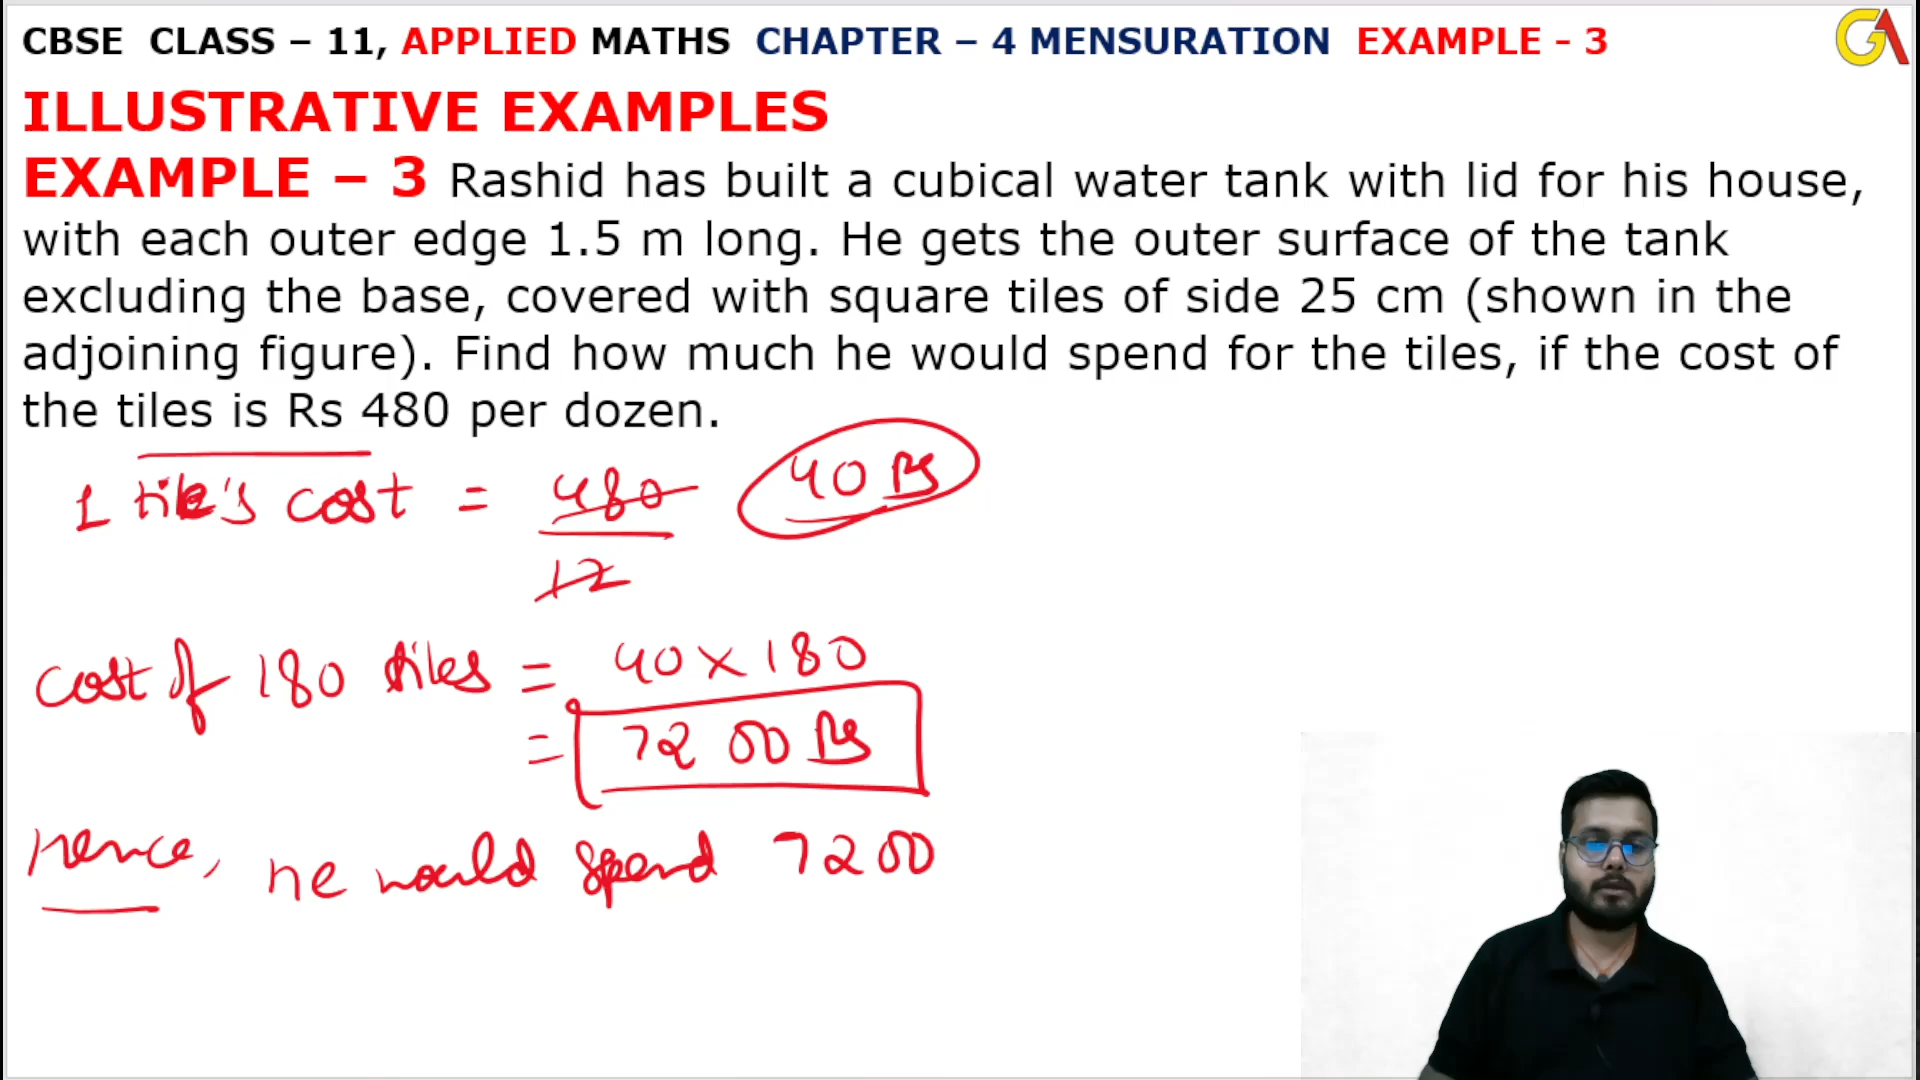 CBSE CLASS – 11, APPLIED MATHS CHAPTER – 4 MENSURATION EXAMPLE - 3
GA
ILLUSTRATIVE EXAMPLES
EXAMPLE – 3 Rashid has built a cubical water tank with lid for his house,
with each outer edge 1.5 m long. He gets the outer surface of the tank
excluding the base, covered with square tiles of side 25 cm (shown in the
adjoining figure). Find how much he would spend for the tiles, if the cost of
the tiles is Rs 480 per dozen.
1 tile's cost = 480 40 Rs
12
cost of 180 tiles = 40 × 180
= 7200 Rs
hence, he would spend 7200